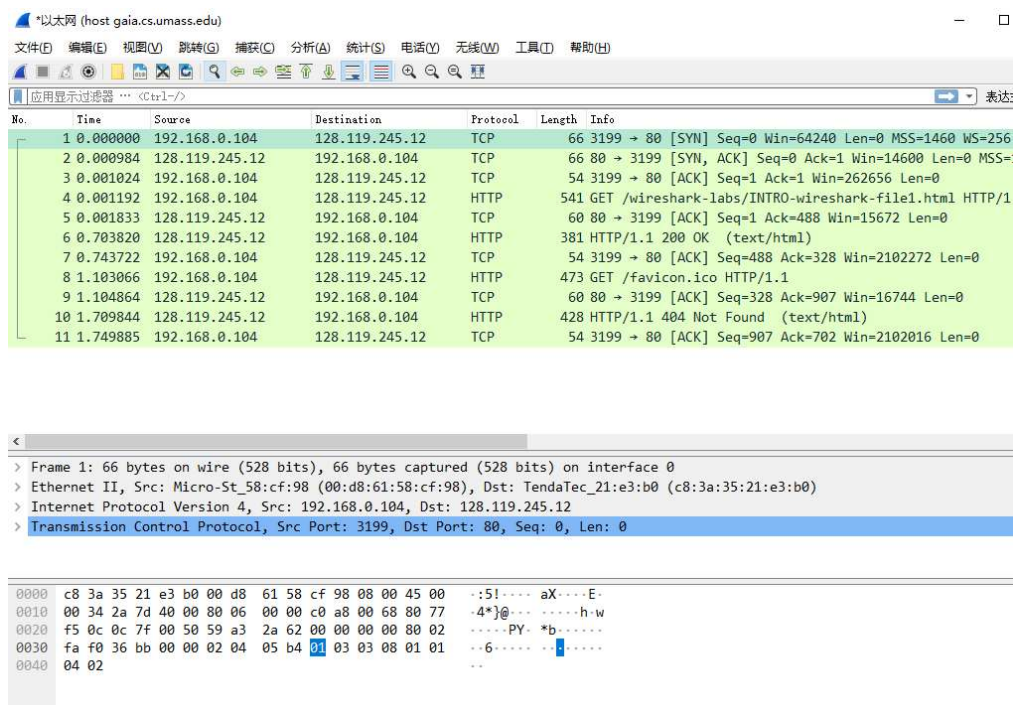 *以太网 (host gaia.cs.umass.edu)
文件(F) 编辑(E) 视图(V) 跳转(G) 捕获(C) 分析(A) 统计(S) 电话(Y) 无线(W) 工具(T) 帮助(H)
应用显示过滤器 … <Ctrl-/> 表达
No. Time Source Destination Protocol Length Info
1 0.000000 192.168.0.104 128.119.245.12 TCP 66 3199 → 80 [SYN] Seq=0 Win=64240 Len=0 MSS=1460 WS=256
2 0.000984 128.119.245.12 192.168.0.104 TCP 66 80 → 3199 [SYN, ACK] Seq=0 Ack=1 Win=14600 Len=0 MSS=
3 0.001024 192.168.0.104 128.119.245.12 TCP 54 3199 → 80 [ACK] Seq=1 Ack=1 Win=262656 Len=0
4 0.001192 192.168.0.104 128.119.245.12 HTTP 541 GET /wireshark-labs/INTRO-wireshark-file1.html HTTP/1
5 0.001833 128.119.245.12 192.168.0.104 TCP 60 80 → 3199 [ACK] Seq=1 Ack=488 Win=15672 Len=0
6 0.703820 128.119.245.12 192.168.0.104 HTTP 381 HTTP/1.1 200 OK (text/html)
7 0.743722 192.168.0.104 128.119.245.12 TCP 54 3199 → 80 [ACK] Seq=488 Ack=328 Win=2102272 Len=0
8 1.103066 192.168.0.104 128.119.245.12 HTTP 473 GET /favicon.ico HTTP/1.1
9 1.104864 128.119.245.12 192.168.0.104 TCP 60 80 → 3199 [ACK] Seq=328 Ack=907 Win=16744 Len=0
10 1.709844 128.119.245.12 192.168.0.104 HTTP 428 HTTP/1.1 404 Not Found (text/html)
11 1.749885 192.168.0.104 128.119.245.12 TCP 54 3199 → 80 [ACK] Seq=907 Ack=702 Win=2102016 Len=0
> Frame 1: 66 bytes on wire (528 bits), 66 bytes captured (528 bits) on interface 0
> Ethernet II, Src: Micro-St_58:cf:98 (00:d8:61:58:cf:98), Dst: TendaTec_21:e3:b0 (c8:3a:35:21:e3:b0)
> Internet Protocol Version 4, Src: 192.168.0.104, Dst: 128.119.245.12
> Transmission Control Protocol, Src Port: 3199, Dst Port: 80, Seq: 0, Len: 0
0000 c8 3a 35 21 e3 b0 00 d8 61 58 cf 98 08 00 45 00 ·:5!···· aX····E·
0010 00 34 2a 7d 40 00 80 06 00 00 c0 a8 00 68 80 77 ·4*}@··· ·····h·w
0020 f5 0c 0c 7f 00 50 59 a3 2a 62 00 00 00 00 80 02 ·····PY· *b······
0030 fa f0 36 bb 00 00 02 04 05 b4 01 03 03 08 01 01 ··6····· ········
0040 04 02 ··